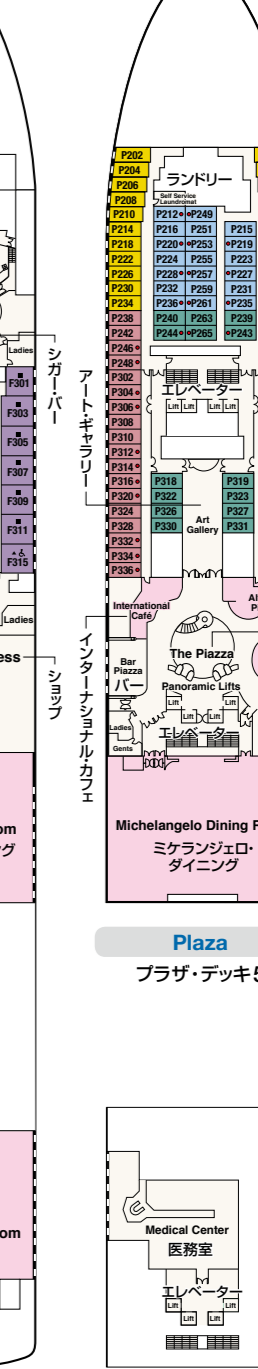 Ladies
F301
F303
F305
F307
F309
F311
F315
Ladies
シガー・バー
ショップ
P202
P204
P206
P208
P210
P214
P218
P222
P226
P230
P234
P238
P242
P246
P248
P302
P304
P306
P308
P310
P312
P314
P316
P320
P324
P328
P332
P334
P336
ランドリー
Self Service
Laundromat
P212 P249
P216 P251 P215
P220 P253 P219
P224 P255 P223
P228 P257 P227
P232 P259 P231
P236 P261 P235
P240 P263 P239
P244 P265 P243
エレベーター
Lift Lift Lift Lift
アート・ギャラリー
P318 P319
P322 P323
P326 P327
P330 P331
Art
Gallery
International
Café
インターナショナル・カフェ
The Piazza
Bar
Piazza
バー
Panoramic Lifts
Lift Lift
Lift Lift
エレベーター
Ladies
Gents
Michelangelo Dining
ミケランジェロ・
ダイニング
Plaza
プラザ・デッキ5
Medical Center
医務室
エレベーター
Lift Lift
Lift Lift